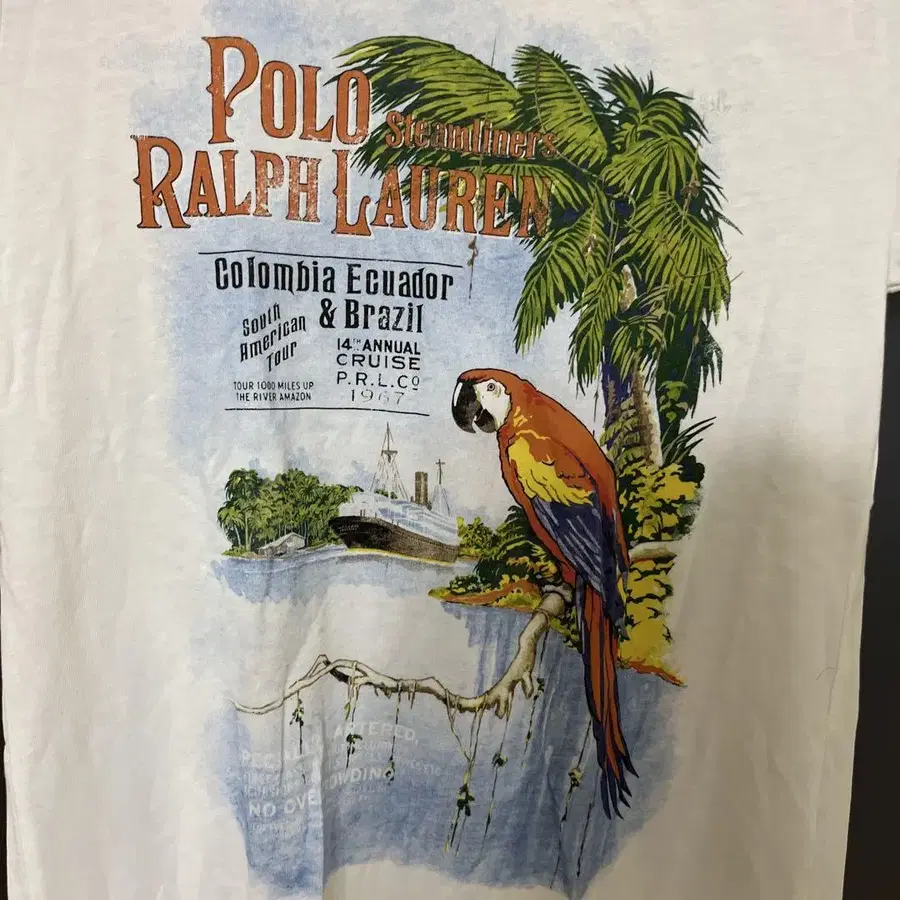 POLO
Steamliners
RALPH LAUREN
Colombia Ecuador
& Brazil
South
American
Tour
14TH ANNUAL
CRUISE
P.R.L.Cº
1967
TOUR 1000 MILES UP
THE RIVER AMAZON
NO